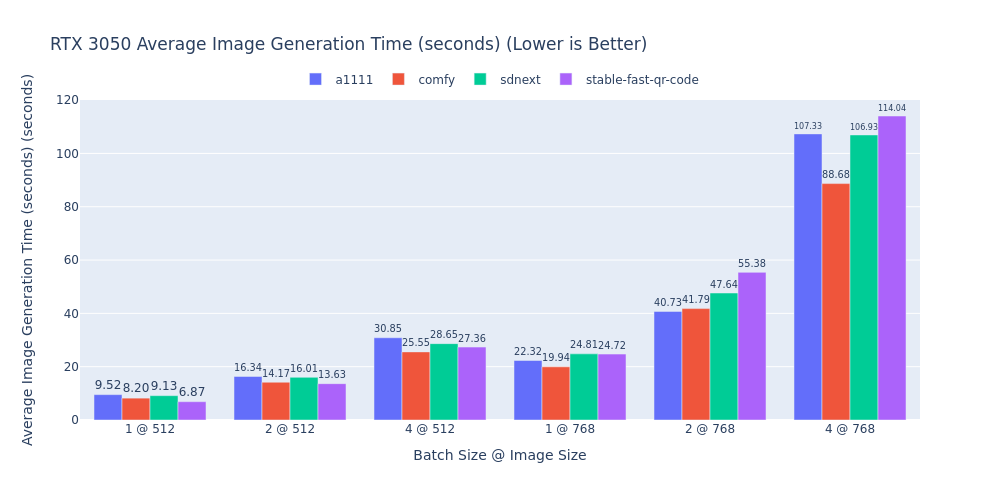 RTX 3050 Average Image Generation Time (seconds) (Lower is Better)
a1111 comfy sdnext stable-fast-qr-code
Average Image Generation Time (seconds) (seconds)
120
100
80
60
40
20
0
9.52 8.20 9.13 6.87
16.34 14.17 16.01 13.63
30.85 25.55 28.65 27.36
22.32 19.94 24.81 24.72
40.73 41.79 47.64 55.38
107.33 88.68 106.93 114.04
1 @ 512 2 @ 512 4 @ 512 1 @ 768 2 @ 768 4 @ 768
Batch Size @ Image Size